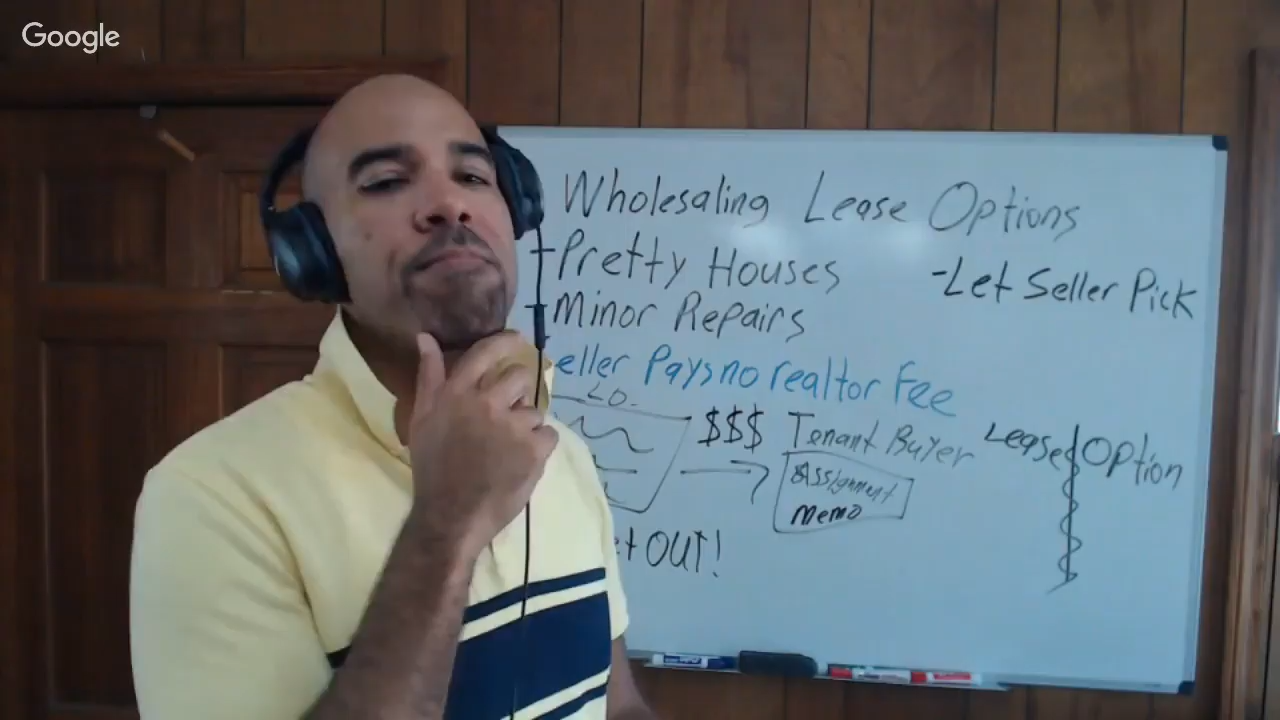 Google
Wholesaling Lease Options
-Pretty Houses
-Let Seller Pick
-Minor Repairs
eller Pays no realtor Fee
L.O.
$$$ Tenant Buyer
Lease Option
Assignment
Memo
et OUT!